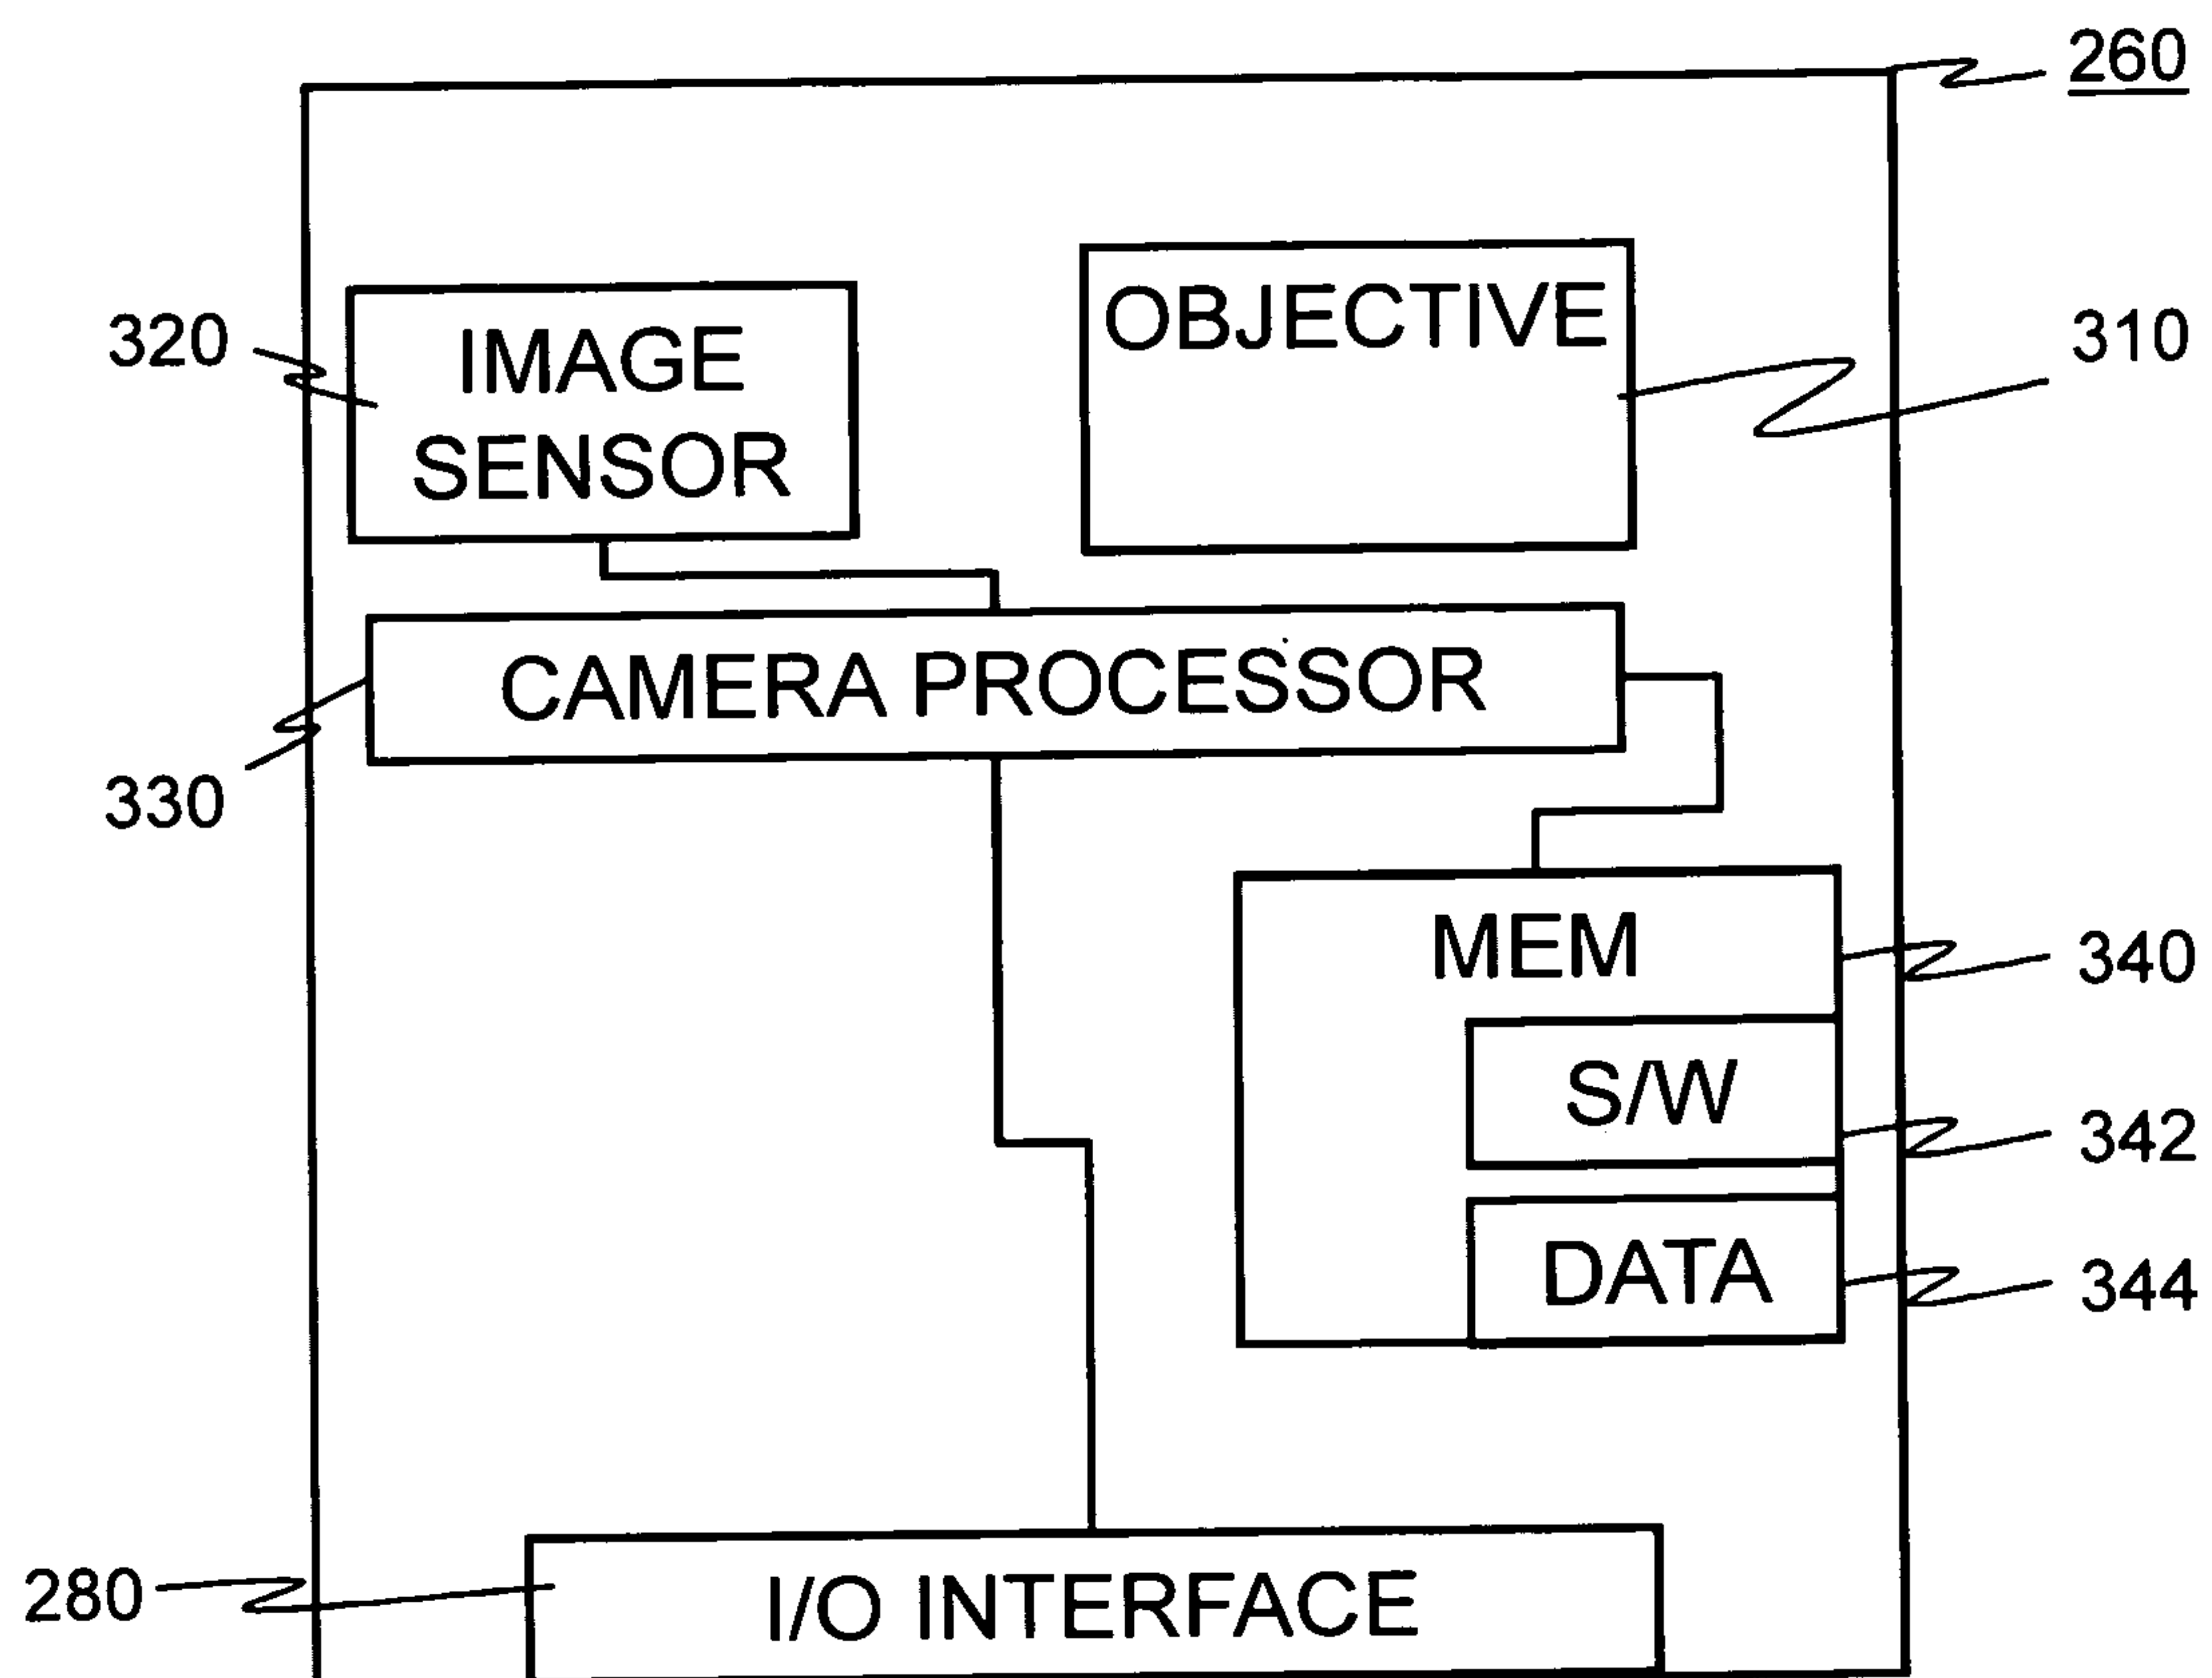 260
OBJECTIVE
310
320
IMAGE
SENSOR
CAMERA PROCESSOR
330
MEM
340
S/W
342
DATA
344
280
I/O INTERFACE